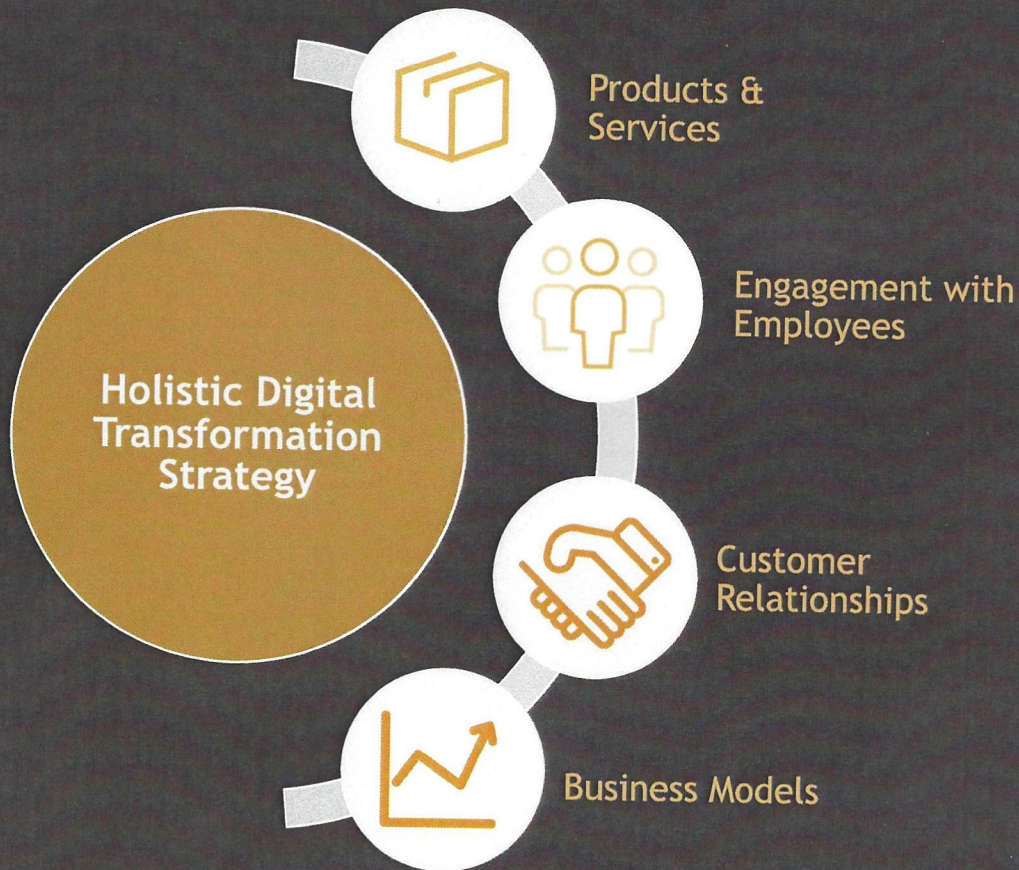 Products &
Services
Engagement with
Employees
Holistic Digital
Transformation
Strategy
Customer
Relationships
Business Models